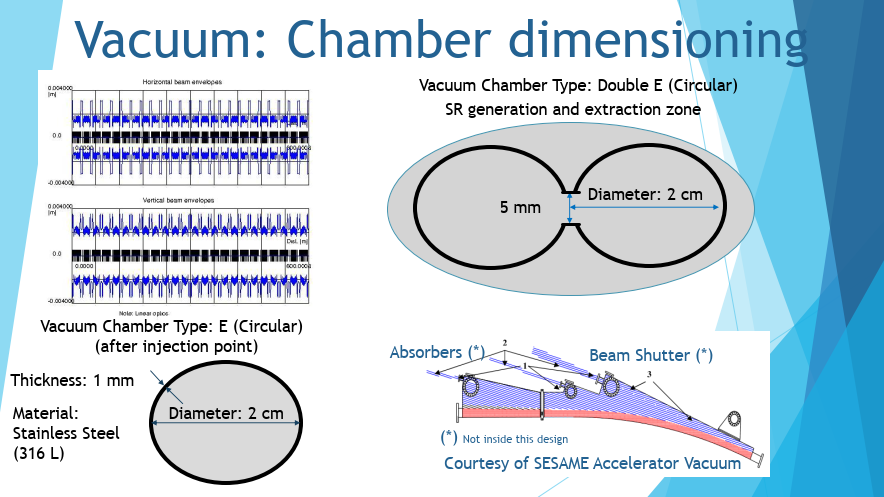 Vacuum: Chamber dimensioning
Horizontal beam envelopes
0.004000
[m]
0.0
0.0000
-0.004000
Vertical beam envelopes
0.004000
[m]
Dist. [m]
0.0
0.0000
600.0004
-0.004000
Note: Linear optics
Vacuum Chamber Type: E (Circular)
(after injection point)
Thickness: 1 mm
Material:
Stainless Steel
(316 L)
Diameter: 2 cm
Vacuum Chamber Type: Double E (Circular)
SR generation and extraction zone
5 mm
Diameter: 2 cm
Absorbers (*)
2
Beam Shutter (*)
1
3
(*) Not inside this design
Courtesy of SESAME Accelerator Vacuum